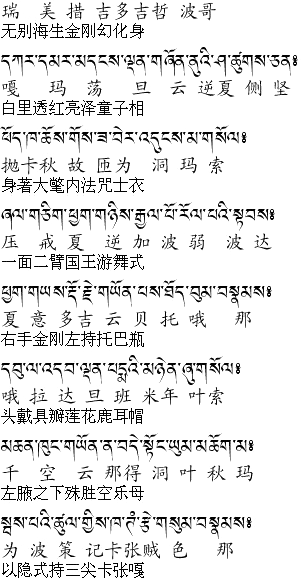 瑞 美 措 吉多吉哲 波哥
无别海生金刚幻化身
དཀར་དམར་མདངས་ལྡན་གཞོན་ནུའི་ཤ་ཚུགས་ཅན༔
嘎 玛 荡 旦 云 逆夏 侧 坚
白里透红亮泽童子相
ཕོད་ཁ་ཆོས་གོས་ཟ་བེར་འདུངས་མ་གསོལ༔
抛卡秋 故 匝为 洞 玛 索
身著大氅内法咒士衣
ཞལ་གཅིག་ཕྱག་གཉིས་རྒྱལ་པོ་རོལ་པའི་སྟབས༔
压 戒夏 逆 加 波 弱 波 达
一面二臂国王游舞式
ཕྱག་གཡས་རྡོ་རྗེ་གཡོན་པས་ཐོད་བུམ་བསྣམས༔
夏 意 多吉 云 贝 托 哦 那
右手金刚左持托巴瓶
དབུ་ལ་འདབ་ལྡན་པདྨའི་མཉེན་ཞུ་གསོལ༔
哦 拉 达 旦 班 米年 叶索
头戴具瓣莲花鹿耳帽
མཆན་ཁུང་གཡོན་ན་བདེ་སྟོང་ཡུམ་མཆོག་མ༔
千 空 云 那得 洞 叶 秋 玛
左腋之下殊胜空乐母
སྦས་པའི་ཚུལ་གྱིས་ཁ་ཊྭཾ་རྩེ་གསུམ་བསྣམས༔
为 波 策 记卡张贼 色 那
以隐式持三尖卡张嘎